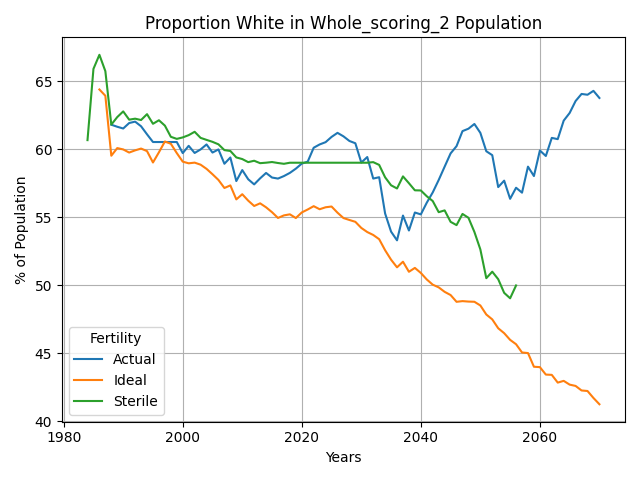 Proportion White in Whole_scoring_2 Population
% of Population
65
60
55
50
45
40
1980
2000
2020
2040
2060
Years
Fertility
Actual
Ideal
Sterile